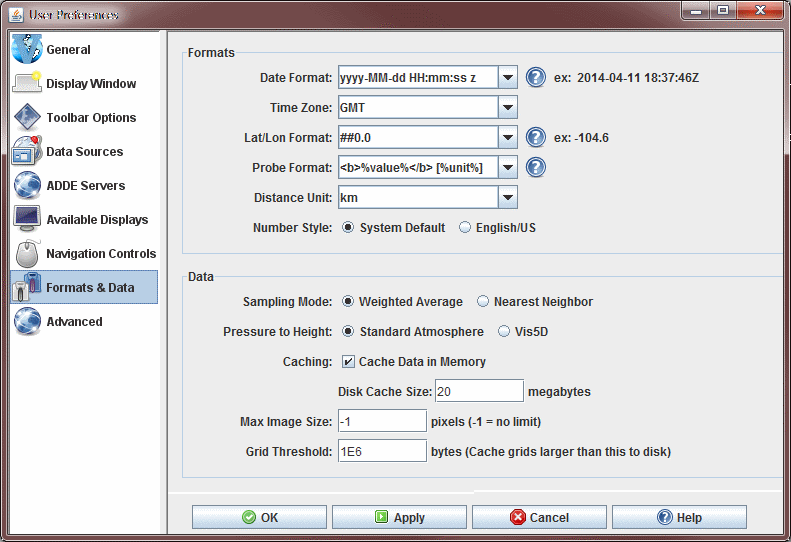 User Preferences
General
Display Window
Toolbar Options
Data Sources
ADDE Servers
Available Displays
Navigation Controls
Formats & Data
Advanced
Formats
Date Format: yyyy-MM-dd HH:mm:ss z ex: 2014-04-11 18:37:46Z
Time Zone: GMT
Lat/Lon Format: ##0.0 ex: -104.6
Probe Format: <b>%value%</b> [%unit%]
Distance Unit: km
Number Style: System Default English/US
Data
Sampling Mode: Weighted Average Nearest Neighbor
Pressure to Height: Standard Atmosphere Vis5D
Caching: Cache Data in Memory
Disk Cache Size: 20 megabytes
Max Image Size: -1 pixels (-1 = no limit)
Grid Threshold: 1E6 bytes (Cache grids larger than this to disk)
OK Apply Cancel Help